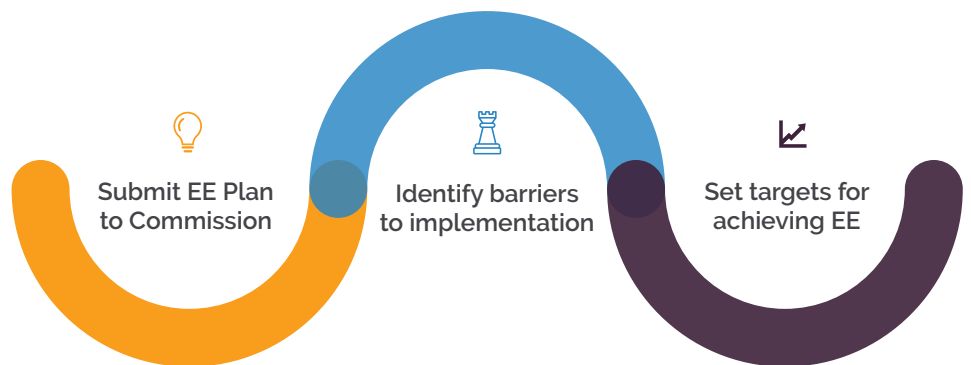 Submit EE Plan
to Commission
Identify barriers
to implementation
Set targets for
achieving EE